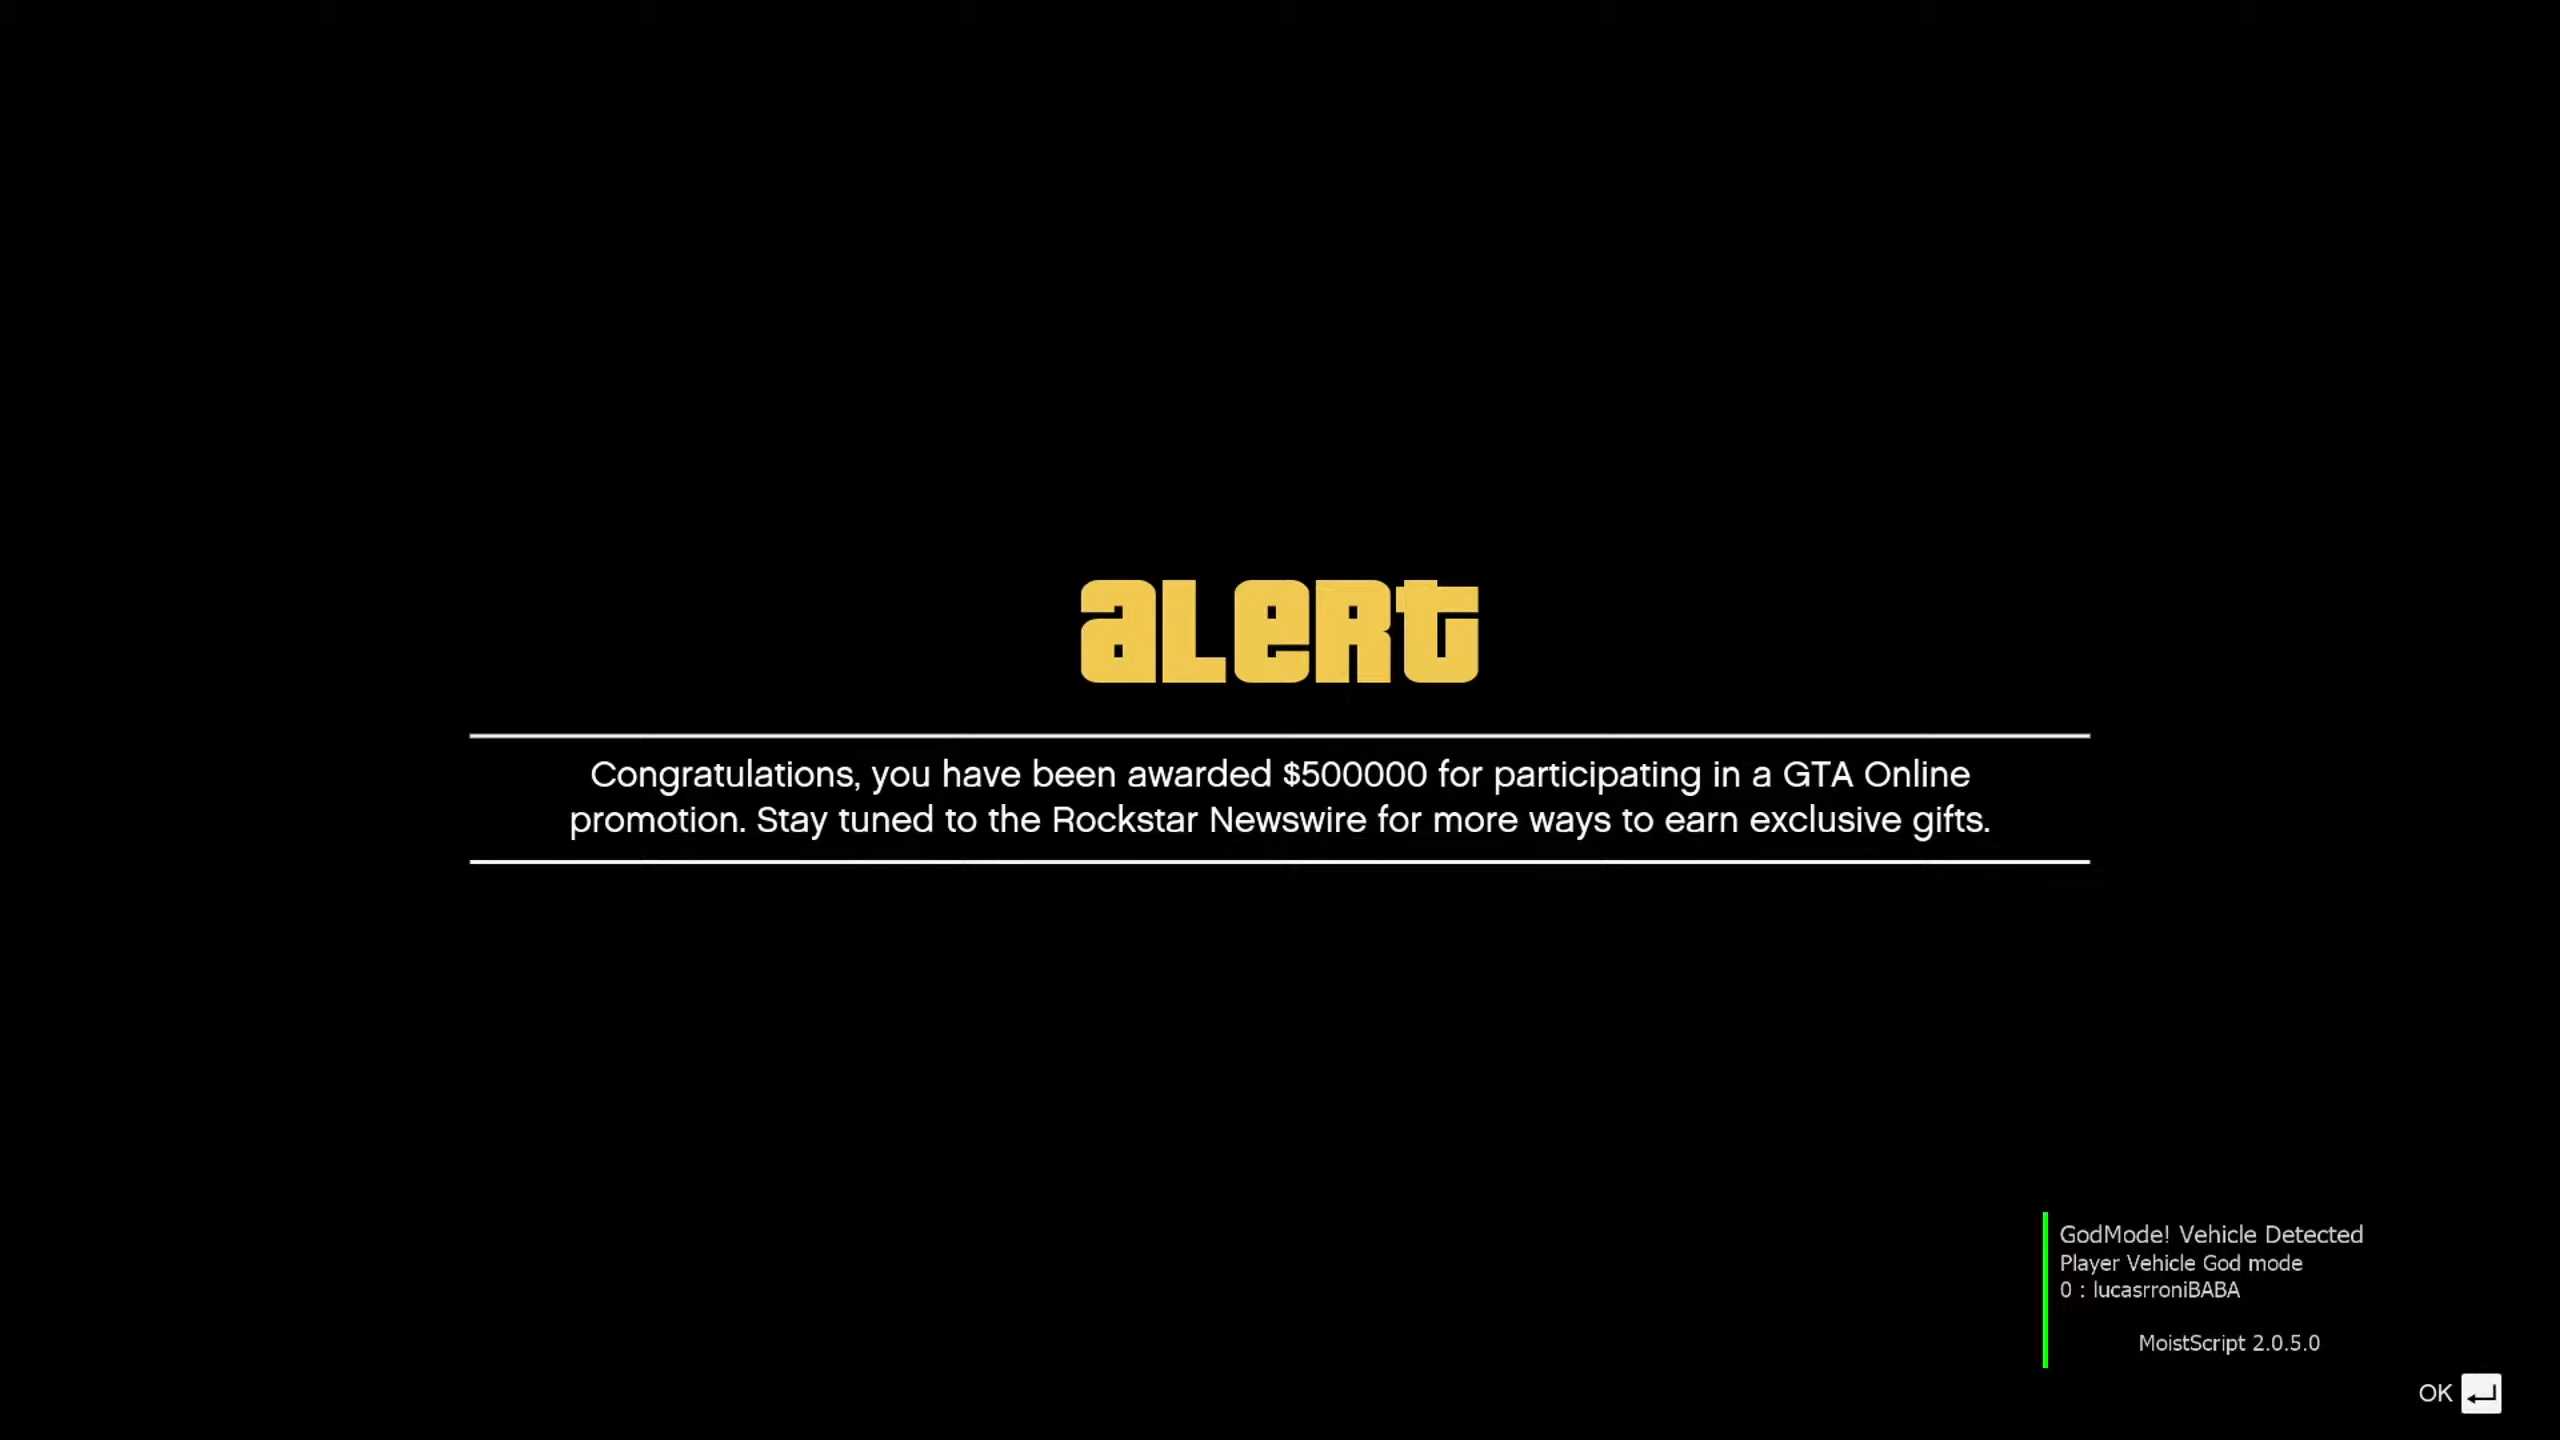 aLeRt
Congratulations, you have been awarded $500000 for participating in a GTA Online
promotion. Stay tuned to the Rockstar Newswire for more ways to earn exclusive gifts.
GodMode! Vehicle Detected
Player Vehicle God mode
0 : lucasrroniBABA
MoistScript 2.0.5.0
OK